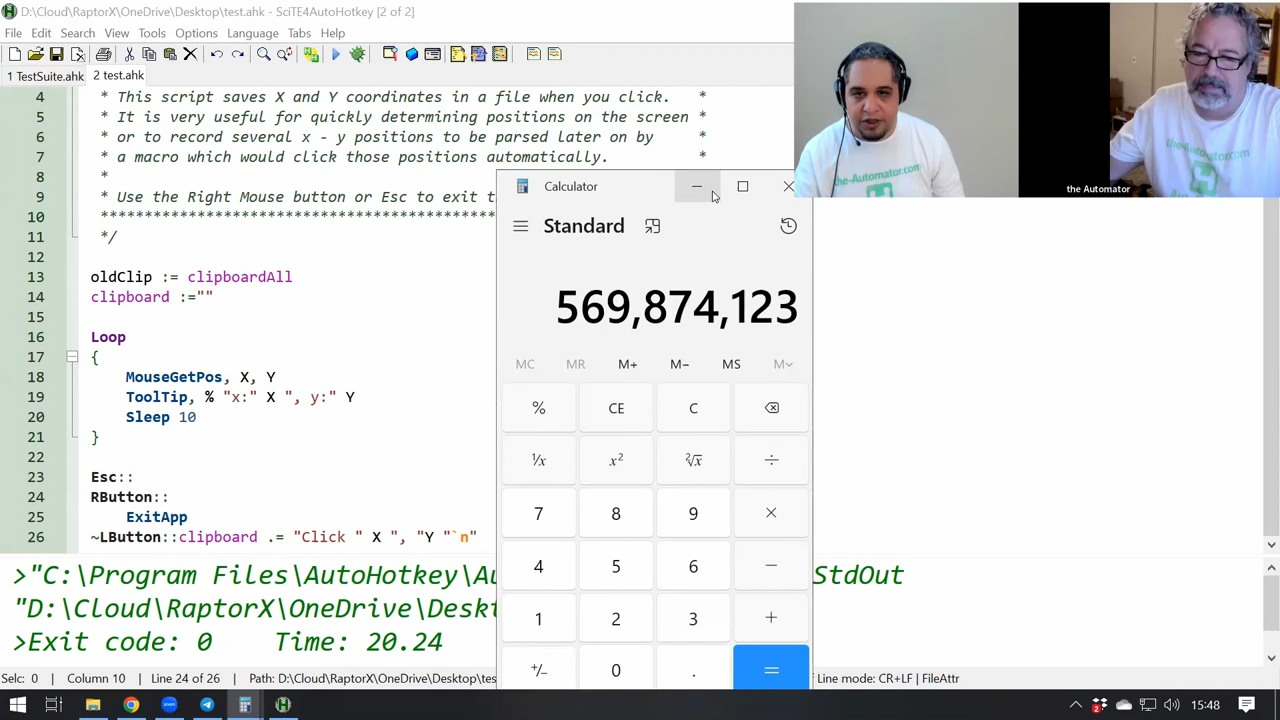 D:\Cloud\RaptorX\OneDrive\Desktop\test.ahk - SciTE4AutoHotkey [2 of 2]
File Edit Search View Tools Options Language Tabs Help
1 TestSuite.ahk 2 test.ahk
4 * This script saves X and Y coordinates in a file when you click. *
5 * It is very useful for quickly determining positions on the screen *
6 * or to record several x - y positions to be parsed later on by *
7 * a macro which would click those positions automatically. *
8 *
9 * Use the Right Mouse button or Esc to exit t
10 ***********************************************
11 */
12
13 oldClip := clipboardAll
14 clipboard :=""
15
16 Loop
17 {
18 MouseGetPos, X, Y
19 ToolTip, % "x:" X ", y:" Y
20 Sleep 10
21 }
22
23 Esc::
24 RButton::
25 ExitApp
26 ~LButton::clipboard .= "Click " X ", "Y "`n"
Calculator
Standard
569,874,123
MC MR M+ M− MS M
% CE C
¹/x x² ²√x ÷
7 8 9 ×
4 5 6 −
1 2 3 +
+/− 0 . =
the-Automator.com
the-Automator.com
the Automator
>"C:\Program Files\AutoHotkey\Au StdOut
"D:\Cloud\RaptorX\OneDrive\Deskt
>Exit code: 0 Time: 20.24
Selc: 0 Column 10 Line 24 of 26 Path: D:\Cloud\RaptorX\OneDrive\Desktop\tes Line mode: CR+LF | FileAttr
zoom
2
15:48